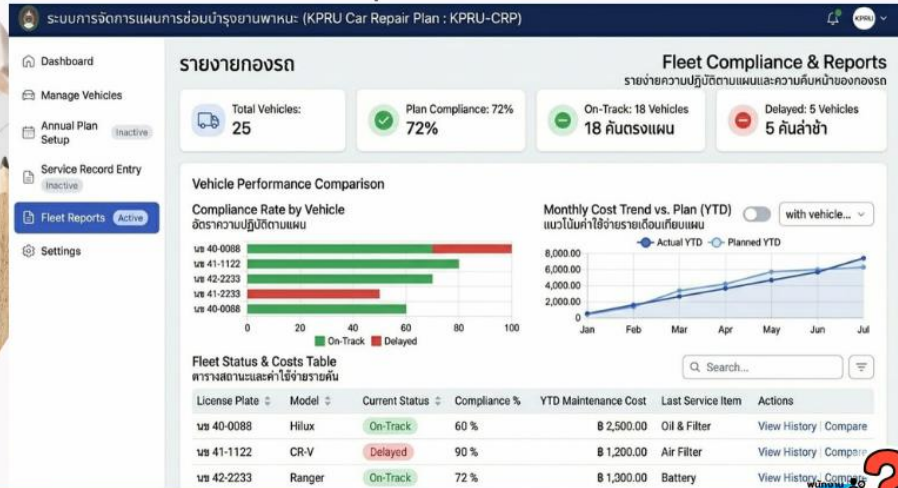 ระบบการจัดการแผนการซ่อมบำรุงยานพาหนะ (KPRU Car Repair Plan : KPRU-CRP)
KPRU
Dashboard
Manage Vehicles
Annual Plan Setup Inactive
Service Record Entry Inactive
Fleet Reports Active
Settings
รายงายกองรถ
Fleet Compliance & Reports
รายง่ายความปฏิบัติตามแผนและความคืบหน้าของกองรถ
Total Vehicles:
25
Plan Compliance: 72%
72%
On-Track: 18 Vehicles
18 คันตรงแผน
Delayed: 5 Vehicles
5 คันล่าช้า
Vehicle Performance Comparison
Compliance Rate by Vehicle
อัตราความปฏิบัติตามแผน
นข 40-0088
นข 41-1122
นข 42-2233
นข 41-2233
นข 40-0088
0 20 40 60 80 100
On-Track Delayed
Monthly Cost Trend vs. Plan (YTD)
แนวโน้มค่าใช้จ่ายรายเดือนเทียบแผน
with vehicle...
Actual YTD Planned YTD
8,000.00
6,000.00
4,000.00
2,000.00
0
Jan Feb Mar Apr May Jun Jul
Fleet Status & Costs Table
ตารางสถานะและค่าใช้จ่ายรายคัน
Search...
License Plate Model Current Status Compliance % YTD Maintenance Cost Last Service Item Actions
นข 40-0088 Hilux On-Track 60 % ฿ 2,500.00 Oil & Filter View History | Compare
นข 41-1122 CR-V Delayed 90 % ฿ 1,200.00 Air Filter View History | Compare
นข 42-2233 Ranger On-Track 72 % ฿ 1,300.00 Battery View History | Compare
?